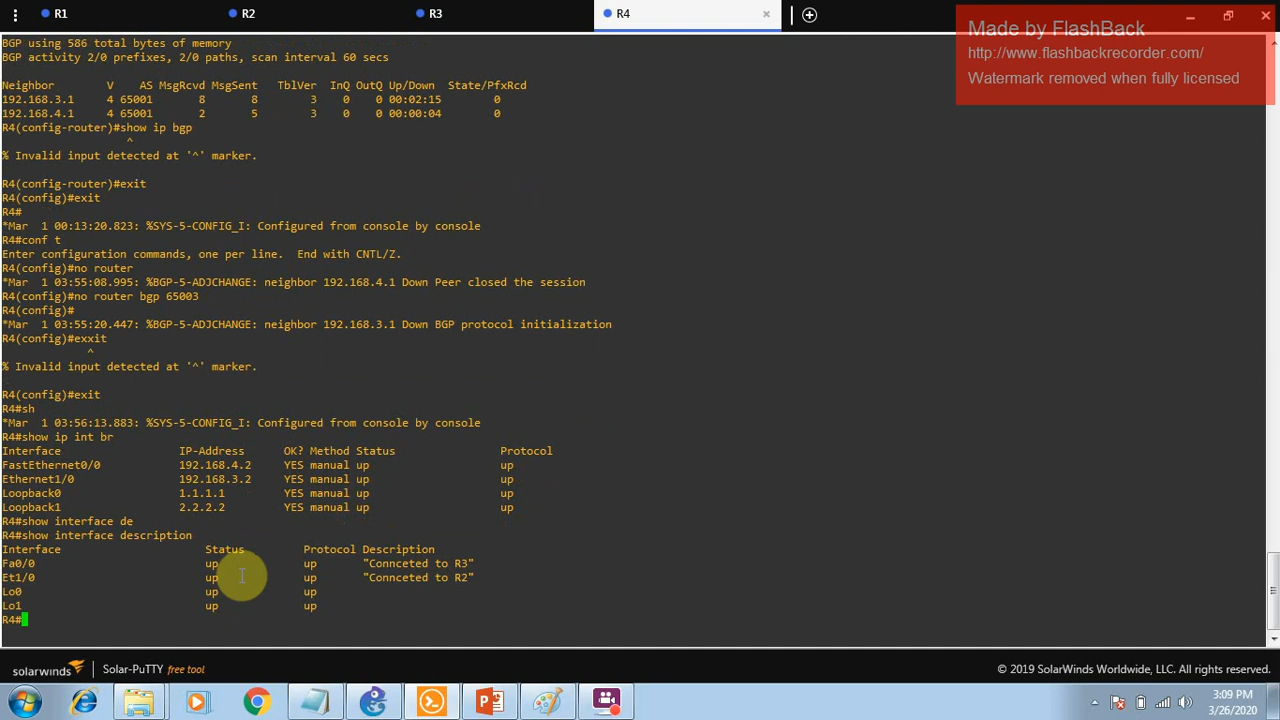 R1 R2 R3 R4 ×
Made by FlashBack
http://www.flashbackrecorder.com/
Watermark removed when fully licensed
BGP using 586 total bytes of memory
BGP activity 2/0 prefixes, 2/0 paths, scan interval 60 secs
Neighbor V AS MsgRcvd MsgSent TblVer InQ OutQ Up/Down State/PfxRcd
192.168.3.1 4 65001 8 8 3 0 0 00:02:15 0
192.168.4.1 4 65001 2 5 3 0 0 00:00:04 0
R4(config-router)#show ip bgp
^
% Invalid input detected at '^' marker.
R4(config-router)#exit
R4(config)#exit
R4#
*Mar 1 00:13:20.823: %SYS-5-CONFIG_I: Configured from console by console
R4#conf t
Enter configuration commands, one per line. End with CNTL/Z.
R4(config)#no router
*Mar 1 03:55:08.995: %BGP-5-ADJCHANGE: neighbor 192.168.4.1 Down Peer closed the session
R4(config)#no router bgp 65003
R4(config)#
*Mar 1 03:55:20.447: %BGP-5-ADJCHANGE: neighbor 192.168.3.1 Down BGP protocol initialization
R4(config)#exxit
^
% Invalid input detected at '^' marker.
R4(config)#exit
R4#sh
*Mar 1 03:56:13.883: %SYS-5-CONFIG_I: Configured from console by console
R4#show ip int br
Interface IP-Address OK? Method Status Protocol
FastEthernet0/0 192.168.4.2 YES manual up up
Ethernet1/0 192.168.3.2 YES manual up up
Loopback0 1.1.1.1 YES manual up up
Loopback1 2.2.2.2 YES manual up up
R4#show interface de
R4#show interface description
Interface Status Protocol Description
Fa0/0 up up "Connceted to R3"
Et1/0 up up "Connceted to R2"
Lo0 up up
Lo1 up up
R4#
solarwinds Solar-PuTTY free tool © 2019 SolarWinds Worldwide, LLC. All rights reserved.
3:09 PM
3/26/2020